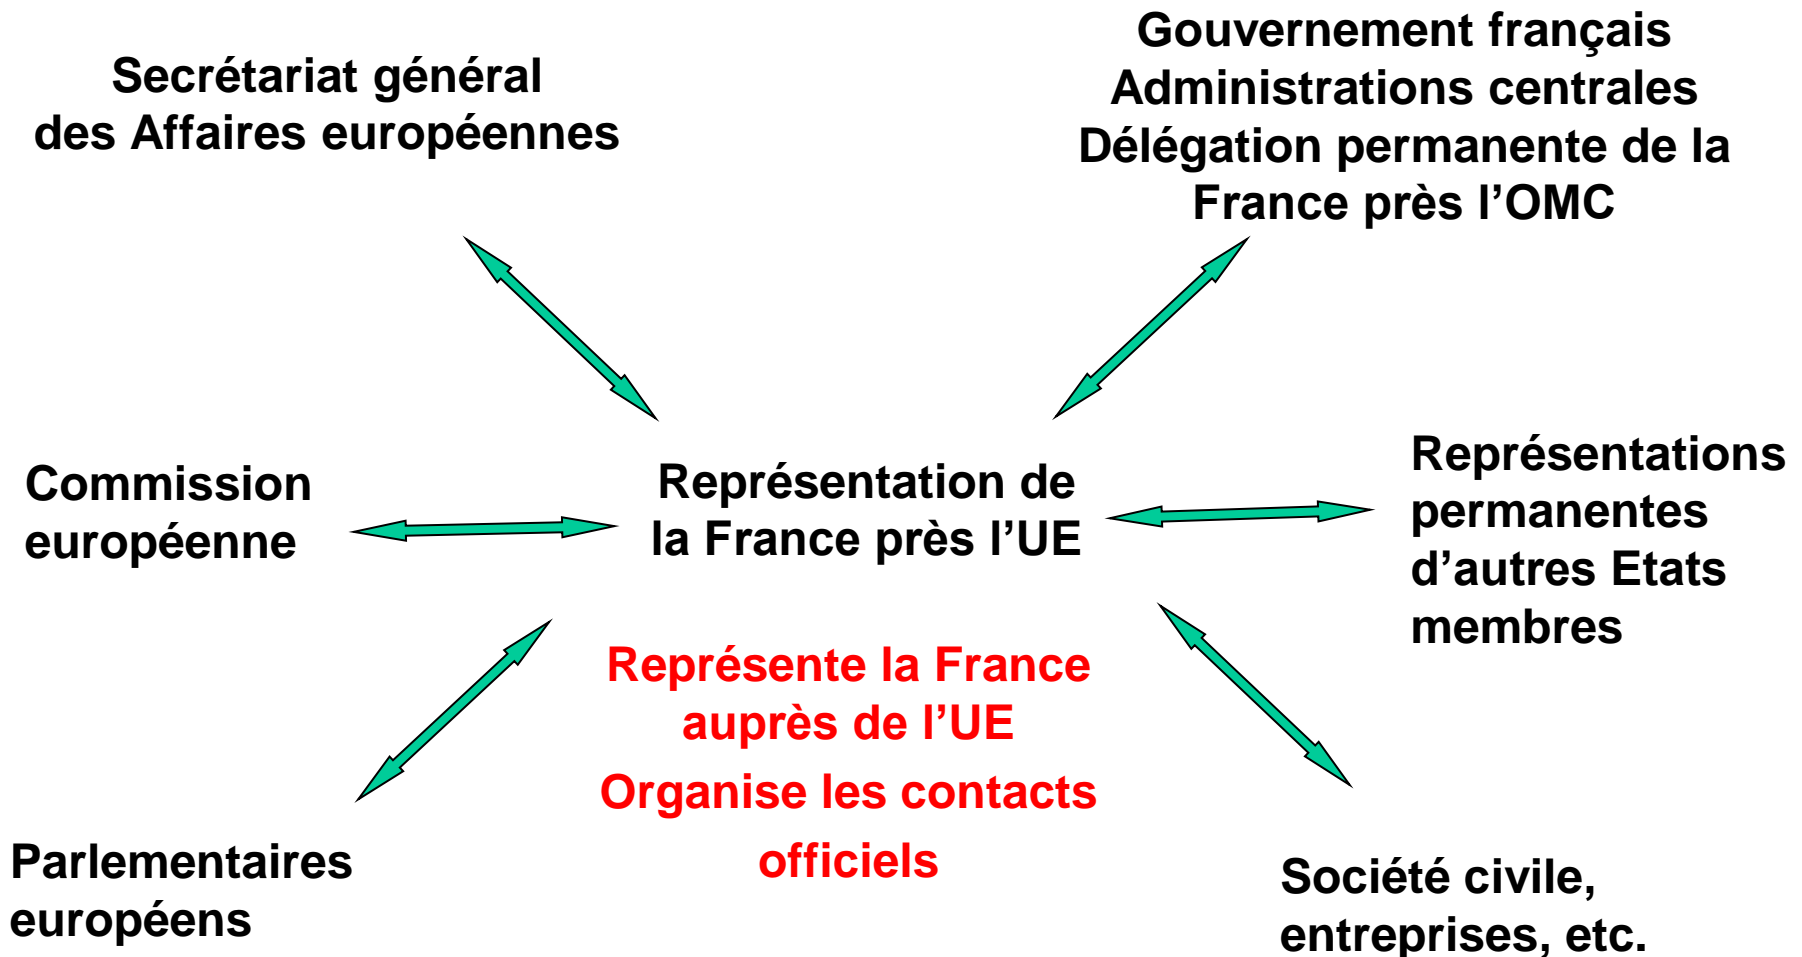 Secrétariat général
des Affaires européennes
Gouvernement français
Administrations centrales
Délégation permanente de la
France près l’OMC
Commission
européenne
Représentation de
la France près l’UE
Représentations
permanentes
d’autres Etats
membres
Représente la France
auprès de l’UE
Organise les contacts
officiels
Parlementaires
européens
Société civile,
entreprises, etc.